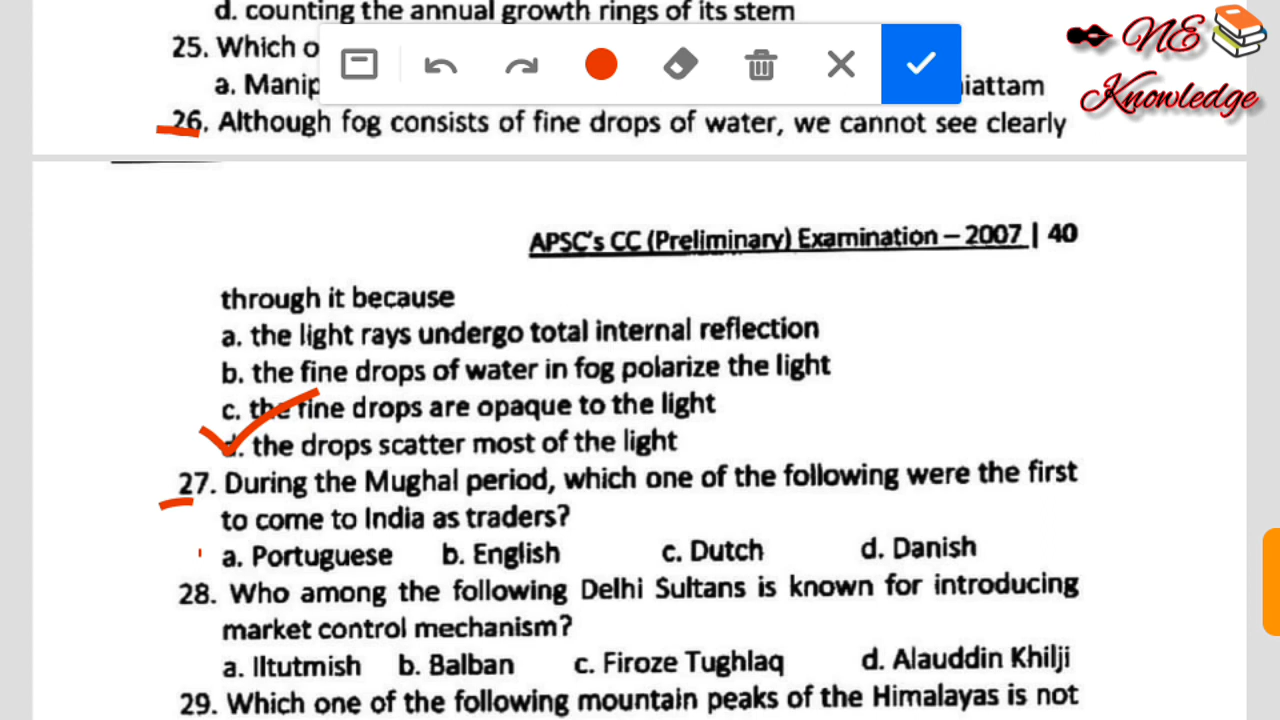 d. counting the annual growth rings of its stem
25. Which o
a. Manip iattam
NE
Knowledge
26. Although fog consists of fine drops of water, we cannot see clearly
APSC's CC (Preliminary) Examination – 2007 | 40
through it because
a. the light rays undergo total internal reflection
b. the fine drops of water in fog polarize the light
c. the fine drops are opaque to the light
d. the drops scatter most of the light
27. During the Mughal period, which one of the following were the first
to come to India as traders?
a. Portuguese b. English c. Dutch d. Danish
28. Who among the following Delhi Sultans is known for introducing
market control mechanism?
a. Iltutmish b. Balban c. Firoze Tughlaq d. Alauddin Khilji
29. Which one of the following mountain peaks of the Himalayas is not